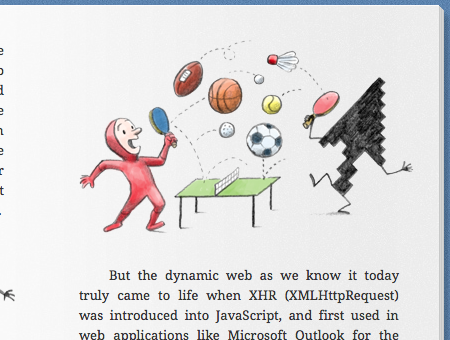 But the dynamic web as we know it today
truly came to life when XHR (XMLHttpRequest)
was introduced into JavaScript, and first used in
web applications like Microsoft Outlook for the